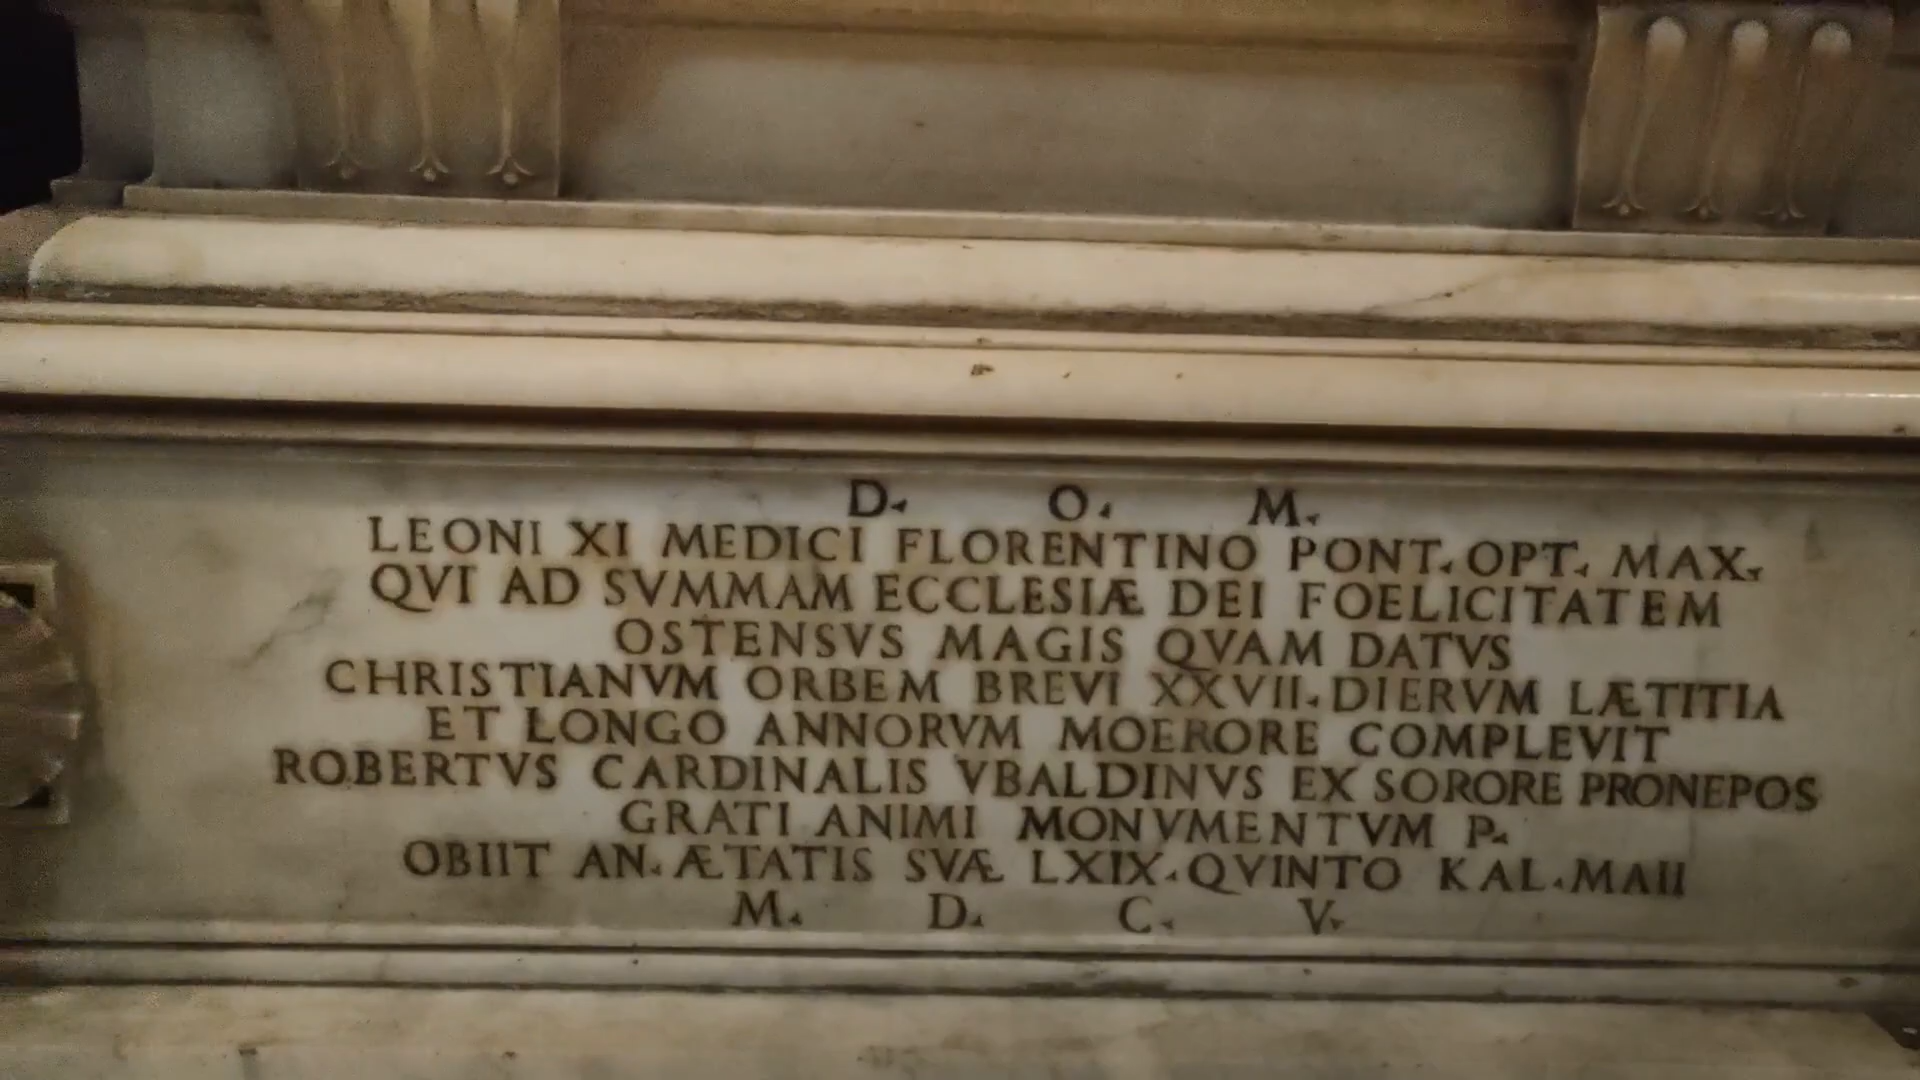 D. O. M.
LEONI XI MEDICI FLORENTINO PONT. OPT. MAX.
QVI AD SVMMAM ECCLESIÆ DEI FOELICITATEM
OSTENSVS MAGIS QVAM DATVS
CHRISTIANVM ORBEM BREVI XXVII. DIERVM LÆTITIA
ET LONGO ANNORVM MOERORE COMPLEVIT
ROBERTVS CARDINALIS VBALDINVS EX SORORE PRONEPOS
GRATI ANIMI MONVMENTVM P.
OBIIT AN. ÆTATIS SVÆ LXIX. QVINTO KAL. MAII
M. D. C. V.